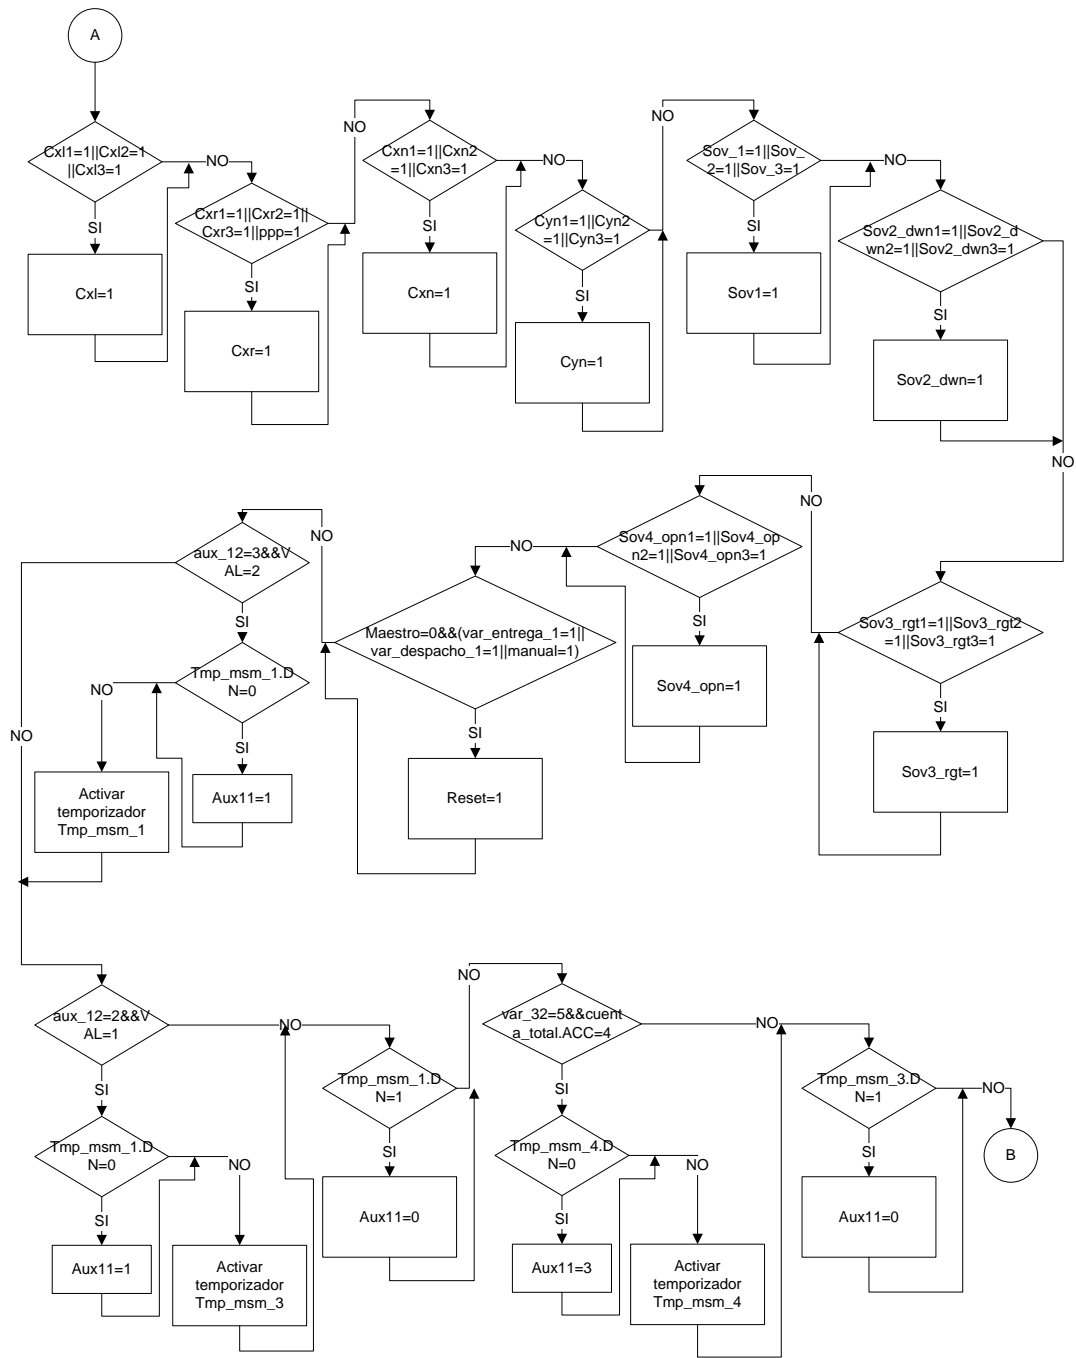 A
Cxl1=1||Cxl2=1
||Cxl3=1
NO
SI
Cxl=1
Cxr1=1||Cxr2=1||
Cxr3=1||ppp=1
NO
SI
Cxr=1
Cxn1=1||Cxn2
=1||Cxn3=1
NO
SI
Cxn=1
Cyn1=1||Cyn2
=1||Cyn3=1
NO
SI
Cyn=1
Sov_1=1||Sov_
2=1||Sov_3=1
NO
SI
Sov1=1
Sov2_dwn1=1||Sov2_d
wn2=1||Sov2_dwn3=1
SI
Sov2_dwn=1
NO
Sov3_rgt1=1||Sov3_rgt2
=1||Sov3_rgt3=1
NO
SI
Sov3_rgt=1
Sov4_opn1=1||Sov4_op
n2=1||Sov4_opn3=1
NO
SI
Sov4_opn=1
Maestro=0&&(var_entrega_1=1||
var_despacho_1=1||manual=1)
NO
SI
Reset=1
aux_12=3&&V
AL=2
NO
SI
Tmp_msm_1.D
N=0
NO
SI
Aux11=1
Activar
temporizador
Tmp_msm_1
aux_12=2&&V
AL=1
NO
SI
Tmp_msm_1.D
N=0
NO
SI
Aux11=1
Activar
temporizador
Tmp_msm_3
Tmp_msm_1.D
N=1
NO
SI
Aux11=0
var_32=5&&cuent
a_total.ACC=4
NO
SI
Tmp_msm_4.D
N=0
NO
SI
Aux11=3
Activar
temporizador
Tmp_msm_4
Tmp_msm_3.D
N=1
NO
SI
Aux11=0
B